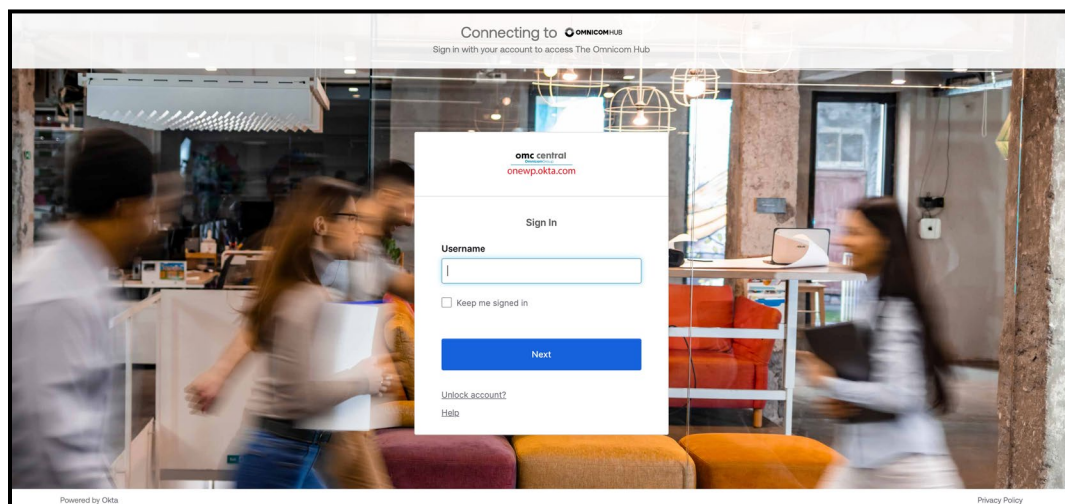 Connecting to OMNICOMHUB
Sign in with your account to access The Omnicom Hub
omc central
onewp.okta.com
Sign In
Username
Keep me signed in
Next
Unlock account?
Help
Powered by Okta
Privacy Policy